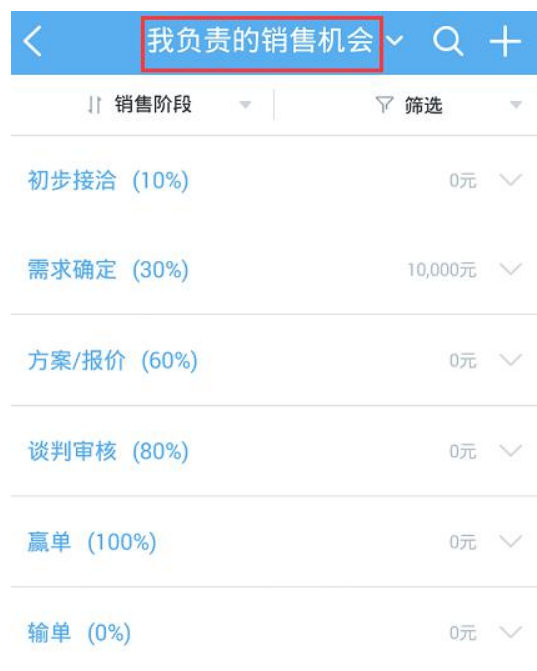 我负责的销售机会
销售阶段 筛选
初步接洽 (10%) 0元
需求确定 (30%) 10,000元
方案/报价 (60%) 0元
谈判审核 (80%) 0元
赢单 (100%) 0元
输单 (0%) 0元